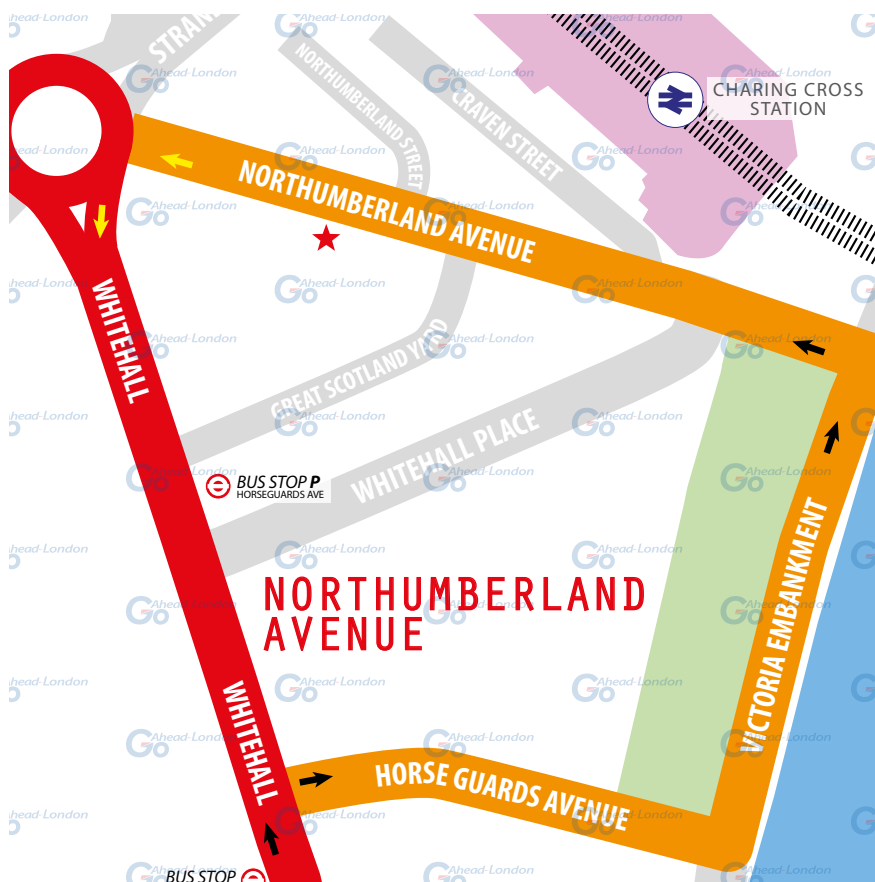 STRAND
NORTHUMBERLAND STREET
CRAVEN STREET
CHARING CROSS
STATION
NORTHUMBERLAND AVENUE
WHITEHALL
GREAT SCOTLAND YARD
WHITEHALL PLACE
BUS STOP P
HORSEGUARDS AVE
NORTHUMBERLAND
AVENUE
VICTORIA EMBANKMENT
WHITEHALL
HORSE GUARDS AVENUE
BUS STOP
Go Ahead-London